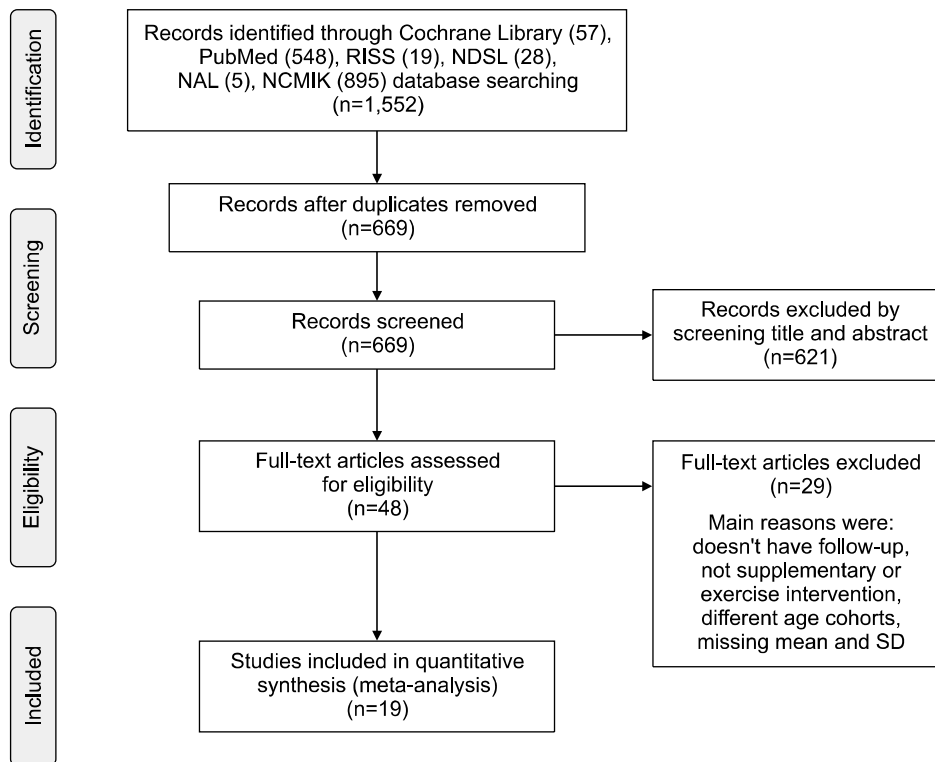 Identification
Records identified through Cochrane Library (57),
PubMed (548), RISS (19), NDSL (28),
NAL (5), NCMIK (895) database searching
(n=1,552)
Screening
Records after duplicates removed
(n=669)
Records screened
(n=669)
Records excluded by
screening title and abstract
(n=621)
Eligibility
Full-text articles assessed
for eligibility
(n=48)
Full-text articles excluded
(n=29)
Main reasons were:
doesn't have follow-up,
not supplementary or
exercise intervention,
different age cohorts,
missing mean and SD
Included
Studies included in quantitative
synthesis (meta-analysis)
(n=19)